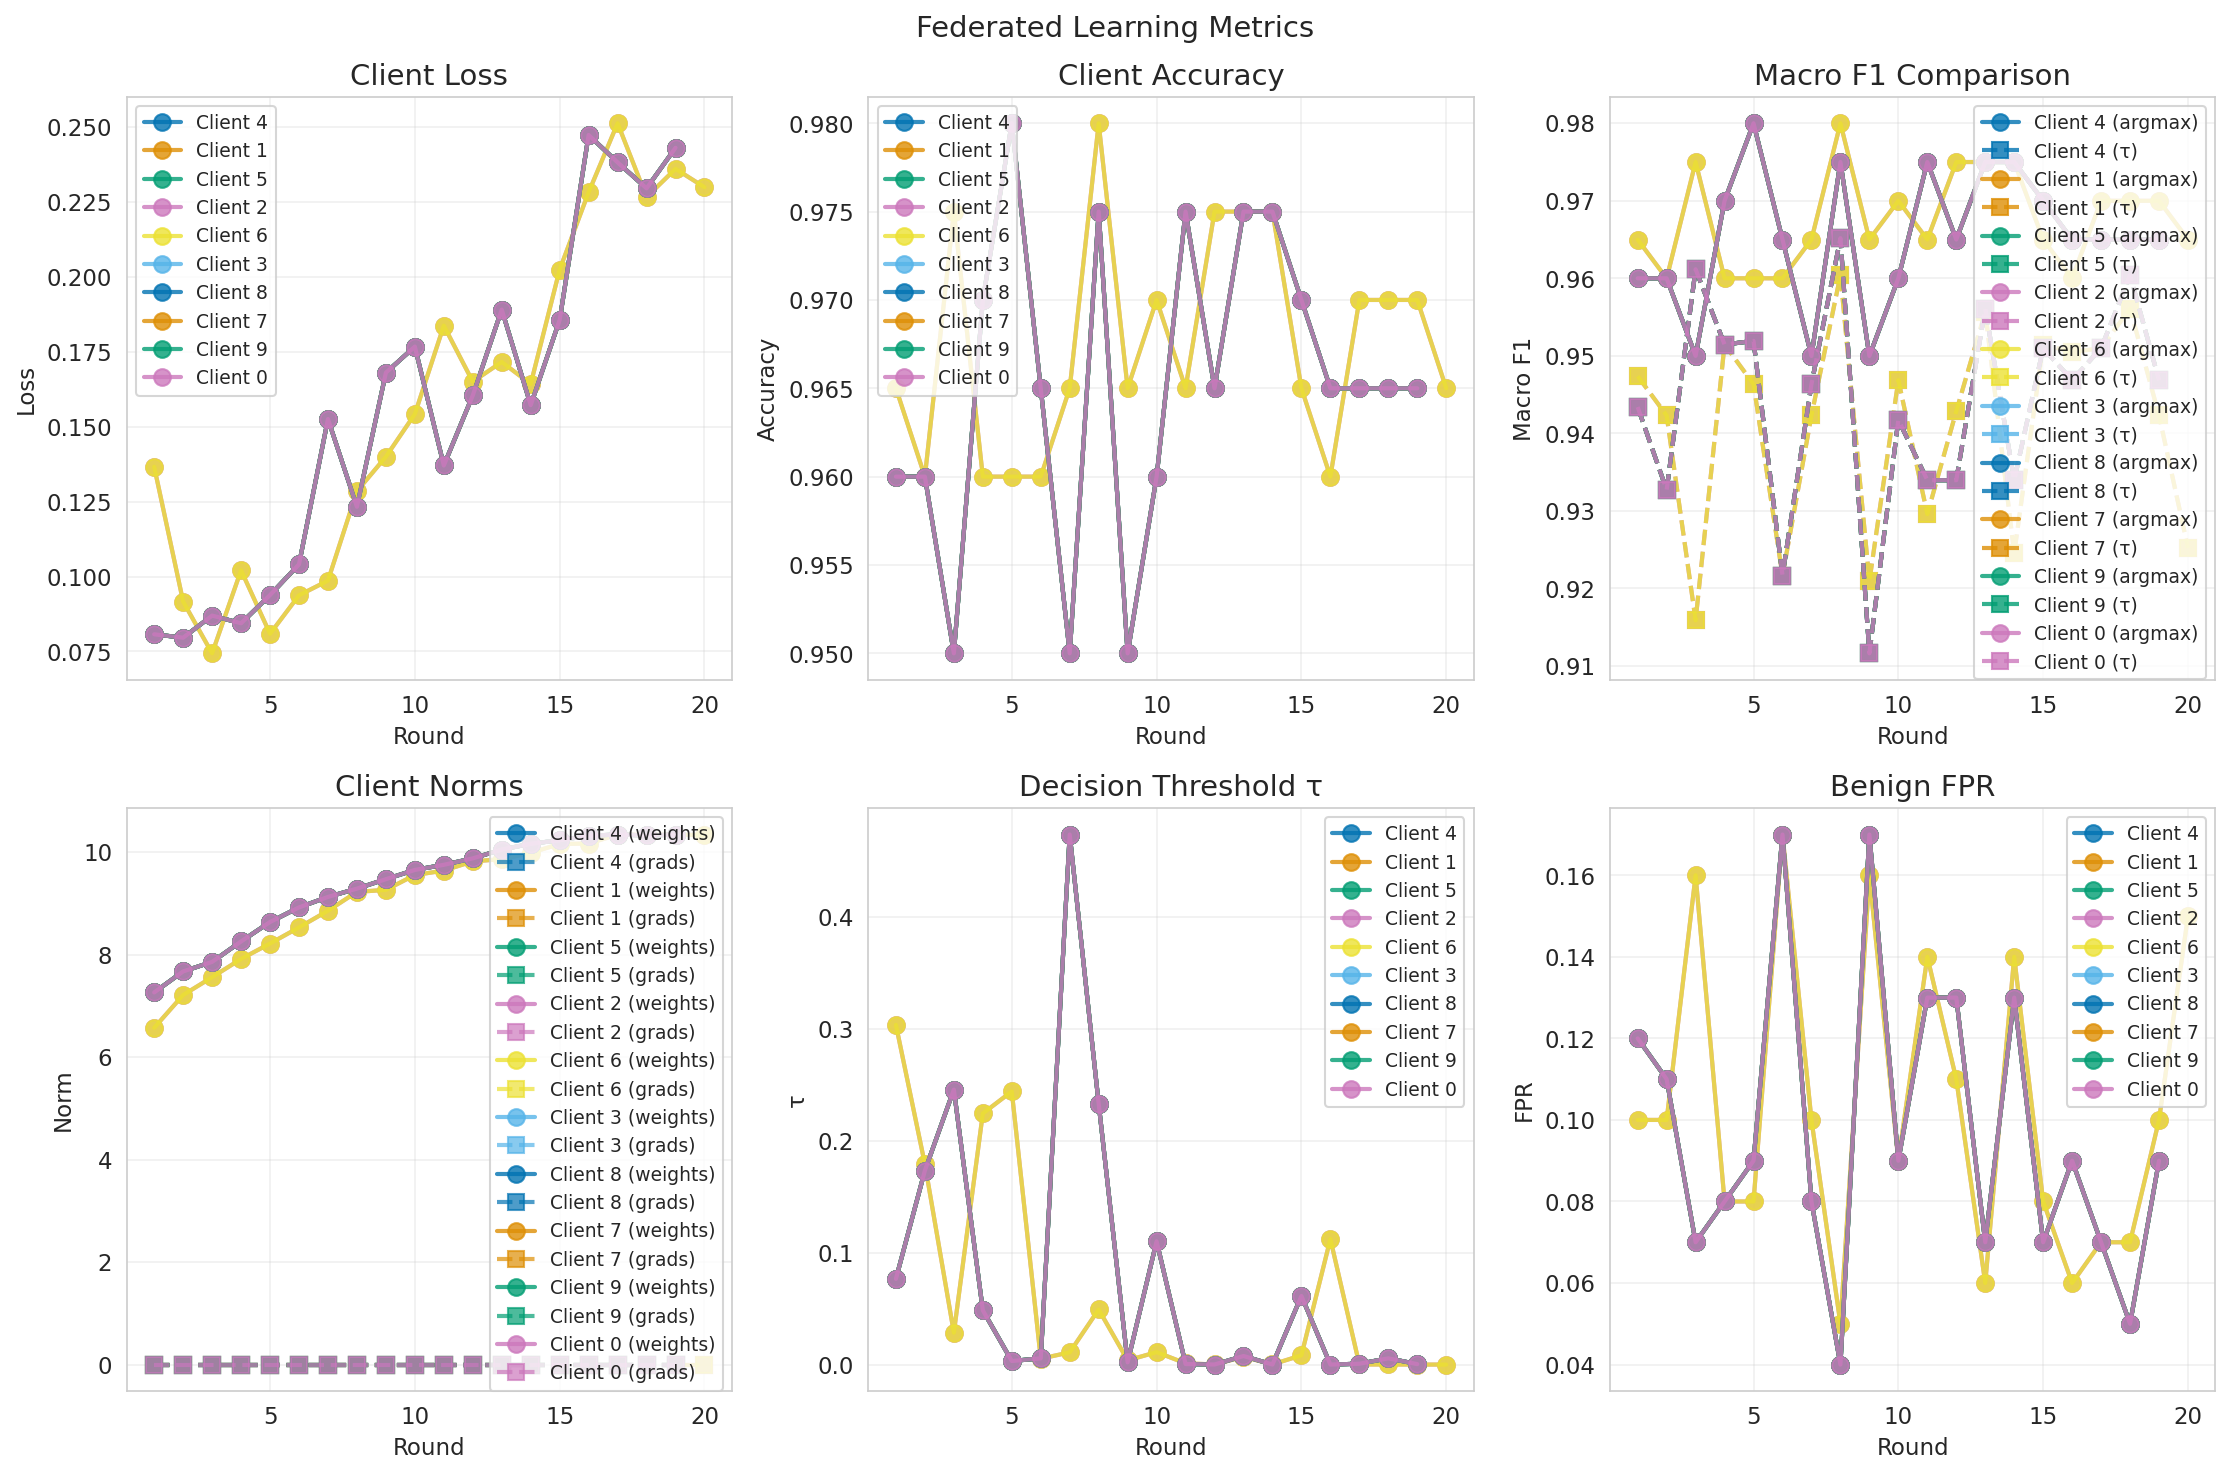 Federated Learning Metrics
Client Loss
0.250
0.225
0.200
0.175
0.150
0.125
0.100
0.075
Loss
5
10
15
20
Round
Client 4
Client 1
Client 5
Client 2
Client 6
Client 3
Client 8
Client 7
Client 9
Client 0
Client Accuracy
0.980
0.975
0.970
0.965
0.960
0.955
0.950
Accuracy
5
10
15
20
Round
Client 4
Client 1
Client 5
Client 2
Client 6
Client 3
Client 8
Client 7
Client 9
Client 0
Macro F1 Comparison
0.98
0.97
0.96
0.95
0.94
0.93
0.92
0.91
Macro F1
5
10
15
20
Round
Client 4 (argmax)
Client 4 (τ)
Client 1 (argmax)
Client 1 (τ)
Client 5 (argmax)
Client 5 (τ)
Client 2 (argmax)
Client 2 (τ)
Client 6 (argmax)
Client 6 (τ)
Client 3 (argmax)
Client 3 (τ)
Client 8 (argmax)
Client 8 (τ)
Client 7 (argmax)
Client 7 (τ)
Client 9 (argmax)
Client 9 (τ)
Client 0 (argmax)
Client 0 (τ)
Client Norms
10
8
6
4
2
0
Norm
5
10
15
20
Round
Client 4 (weights)
Client 4 (grads)
Client 1 (weights)
Client 1 (grads)
Client 5 (weights)
Client 5 (grads)
Client 2 (weights)
Client 2 (grads)
Client 6 (weights)
Client 6 (grads)
Client 3 (weights)
Client 3 (grads)
Client 8 (weights)
Client 8 (grads)
Client 7 (weights)
Client 7 (grads)
Client 9 (weights)
Client 9 (grads)
Client 0 (weights)
Client 0 (grads)
Decision Threshold τ
0.4
0.3
0.2
0.1
0.0
τ
5
10
15
20
Round
Client 4
Client 1
Client 5
Client 2
Client 6
Client 3
Client 8
Client 7
Client 9
Client 0
Benign FPR
0.16
0.14
0.12
0.10
0.08
0.06
0.04
FPR
5
10
15
20
Round
Client 4
Client 1
Client 5
Client 2
Client 6
Client 3
Client 8
Client 7
Client 9
Client 0